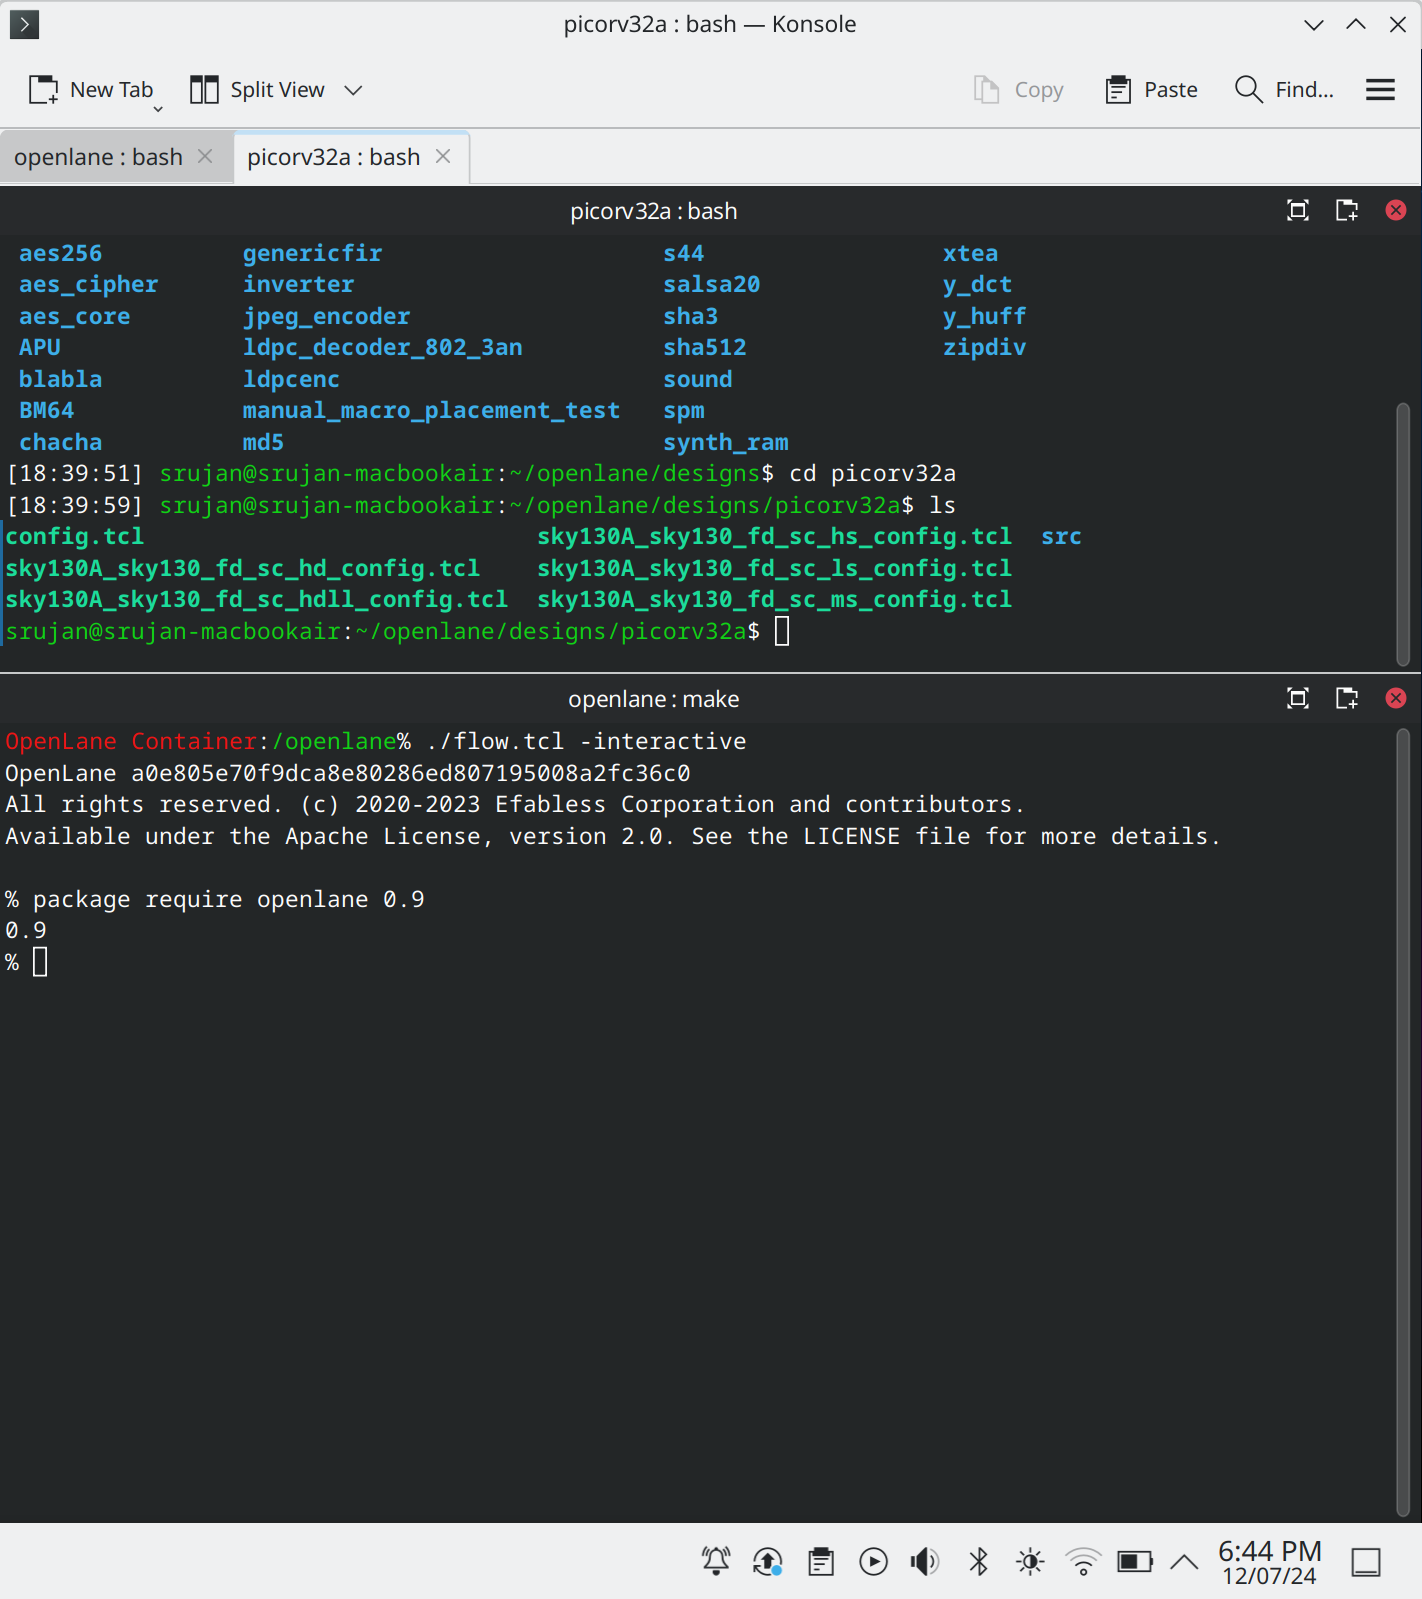 picorv32a : bash — Konsole
New Tab Split View Copy Paste Find...
openlane : bash picorv32a : bash
picorv32a : bash
aes256 genericfir s44 xtea
aes_cipher inverter salsa20 y_dct
aes_core jpeg_encoder sha3 y_huff
APU ldpc_decoder_802_3an sha512 zipdiv
blabla ldpcenc sound
BM64 manual_macro_placement_test spm
chacha md5 synth_ram
[18:39:51] srujan@srujan-macbookair:~/openlane/designs$ cd picorv32a
[18:39:59] srujan@srujan-macbookair:~/openlane/designs/picorv32a$ ls
config.tcl sky130A_sky130_fd_sc_hs_config.tcl src
sky130A_sky130_fd_sc_hd_config.tcl sky130A_sky130_fd_sc_ls_config.tcl
sky130A_sky130_fd_sc_hdll_config.tcl sky130A_sky130_fd_sc_ms_config.tcl
srujan@srujan-macbookair:~/openlane/designs/picorv32a$
openlane : make
OpenLane Container:/openlane% ./flow.tcl -interactive
OpenLane a0e805e70f9dca8e80286ed807195008a2fc36c0
All rights reserved. (c) 2020-2023 Efabless Corporation and contributors.
Available under the Apache License, version 2.0. See the LICENSE file for more details.
% package require openlane 0.9
0.9
%
6:44 PM
12/07/24